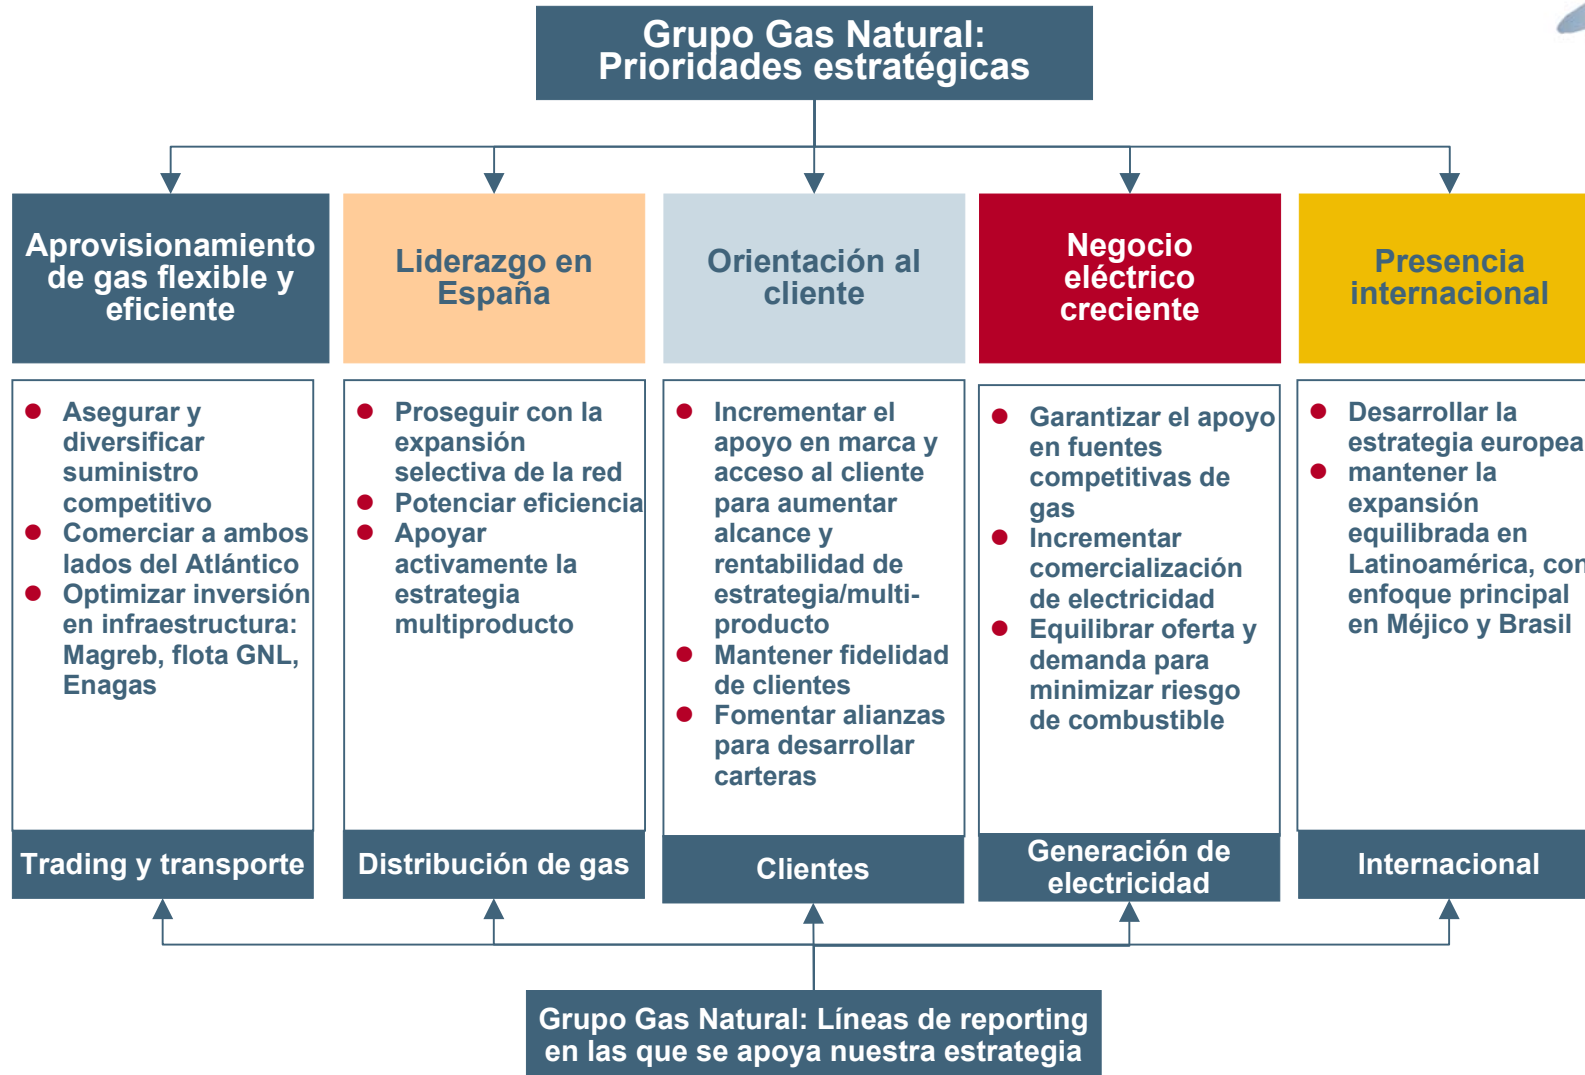 Grupo Gas Natural:
Prioridades estratégicas
Aprovisionamiento
de gas flexible y
eficiente
Liderazgo en
España
Orientación al
cliente
Negocio
eléctrico
creciente
Presencia
internacional
Asegurar y
diversificar
suministro
competitivo
Comerciar a ambos
lados del Atlántico
Optimizar inversión
en infraestructura:
Magreb, flota GNL,
Enagas
Proseguir con la
expansión
selectiva de la red
Potenciar eficiencia
Apoyar
activamente la
estrategia
multiproducto
Incrementar el
apoyo en marca y
acceso al cliente
para aumentar
alcance y
rentabilidad de
estrategia/multi-
producto
Mantener fidelidad
de clientes
Fomentar alianzas
para desarrollar
carteras
Garantizar el apoyo
en fuentes
competitivas de
gas
Incrementar
comercialización
de electricidad
Equilibrar oferta y
demanda para
minimizar riesgo
de combustible
Desarrollar la
estrategia europea
mantener la
expansión
equilibrada en
Latinoamérica, con
enfoque principal
en Méjico y Brasil
Trading y transporte
Distribución de gas
Clientes
Generación de
electricidad
Internacional
Grupo Gas Natural: Líneas de reporting
en las que se apoya nuestra estrategia